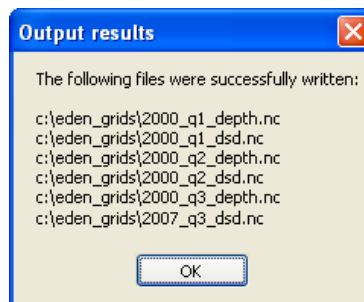 Output results
The following files were successfully written:
c:\eden_grids\2000_q1_depth.nc
c:\eden_grids\2000_q1_dsd.nc
c:\eden_grids\2000_q2_depth.nc
c:\eden_grids\2000_q2_dsd.nc
c:\eden_grids\2000_q3_depth.nc
c:\eden_grids\2007_q3_dsd.nc
OK